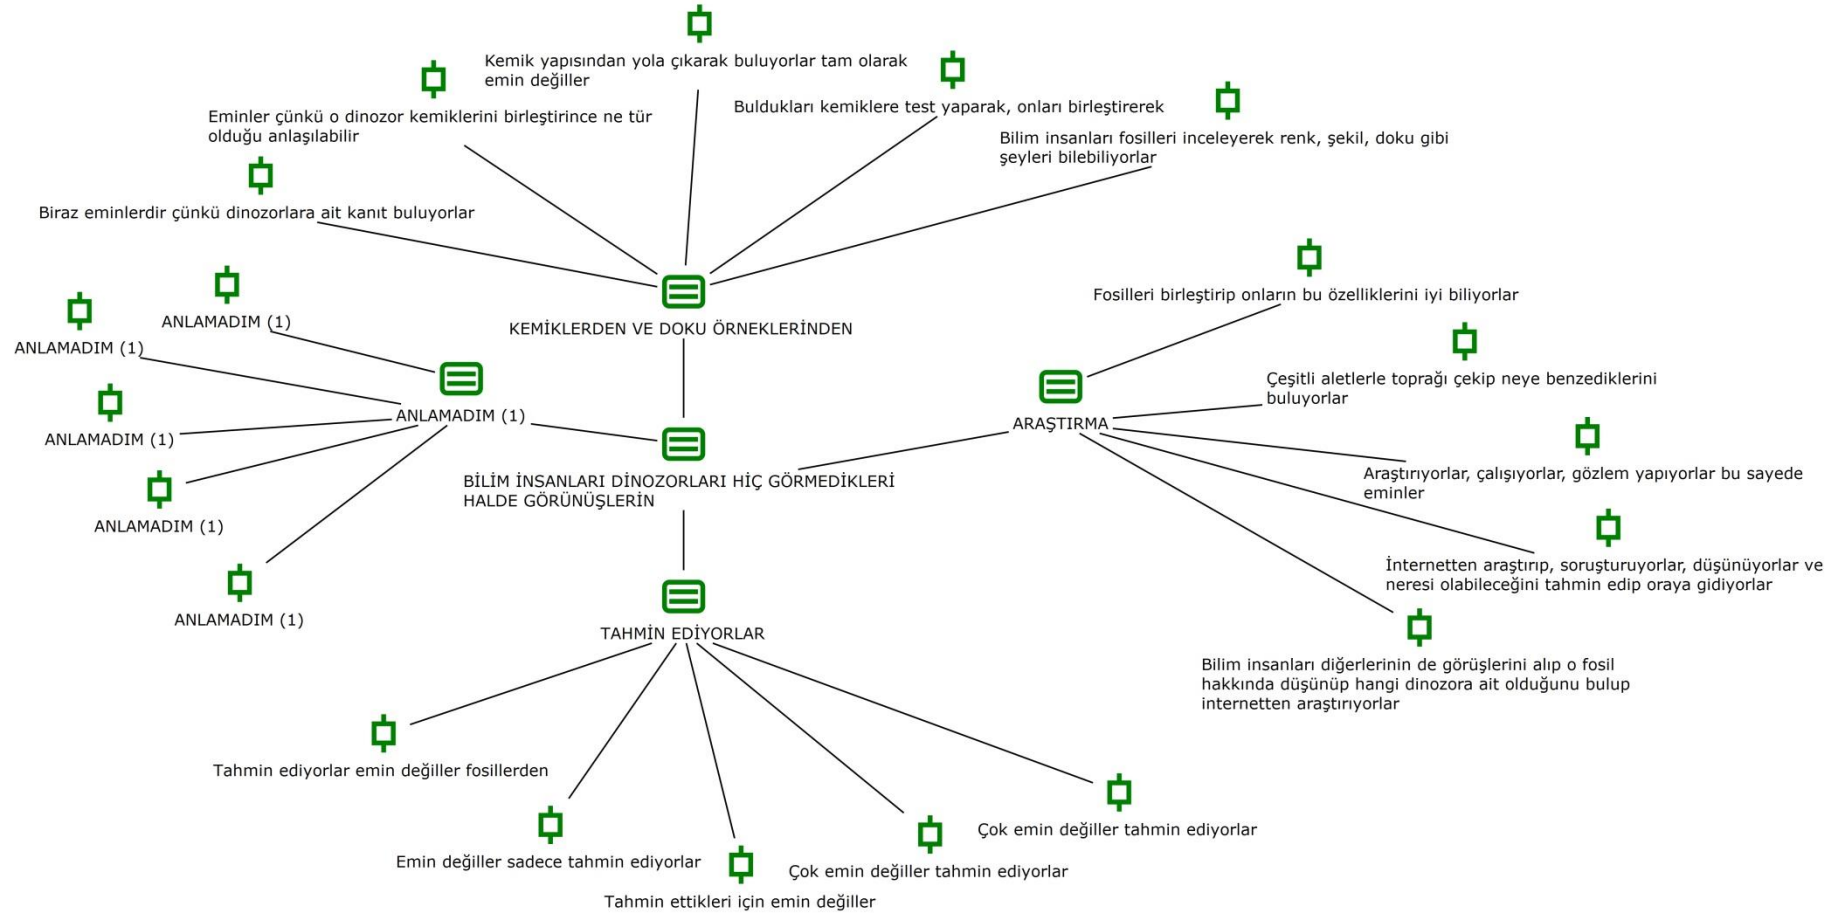 Kemik yapısından yola çıkarak buluyorlar tam olarak
emin değiller
Eminler çünkü o dinozor kemiklerini birleştirince ne tür
olduğu anlaşılabilir
Buldukları kemiklere test yaparak, onları birleştirerek
Bilim insanları fosilleri inceleyerek renk, şekil, doku gibi
şeyleri bilebiliyorlar
Biraz eminlerdir çünkü dinozorlara ait kanıt buluyorlar
KEMİKLERDEN VE DOKU ÖRNEKLERİNDEN
ANLAMADIM (1)
ANLAMADIM (1)
ANLAMADIM (1)
ANLAMADIM (1)
ANLAMADIM (1)
ANLAMADIM (1)
BİLİM İNSANLARI DİNOZORLARI HİÇ GÖRMEDİKLERİ
HALDE GÖRÜNÜŞLERİN
Fosilleri birleştirip onların bu özelliklerini iyi biliyorlar
Çeşitli aletlerle toprağı çekip neye benzediklerini
buluyorlar
ARAŞTIRMA
Araştırıyorlar, çalışıyorlar, gözlem yapıyorlar bu sayede
eminler
İnternetten araştırıp, soruşturuyorlar, düşünüyorlar ve
neresi olabileceğini tahmin edip oraya gidiyorlar
Bilim insanları diğerlerinin de görüşlerini alıp o fosil
hakkında düşünüp hangi dinozora ait olduğunu bulup
internetten araştırıyorlar
TAHMİN EDİYORLAR
Tahmin ediyorlar emin değiller fosillerden
Emin değiller sadece tahmin ediyorlar
Tahmin ettikleri için emin değiller
Çok emin değiller tahmin ediyorlar
Çok emin değiller tahmin ediyorlar